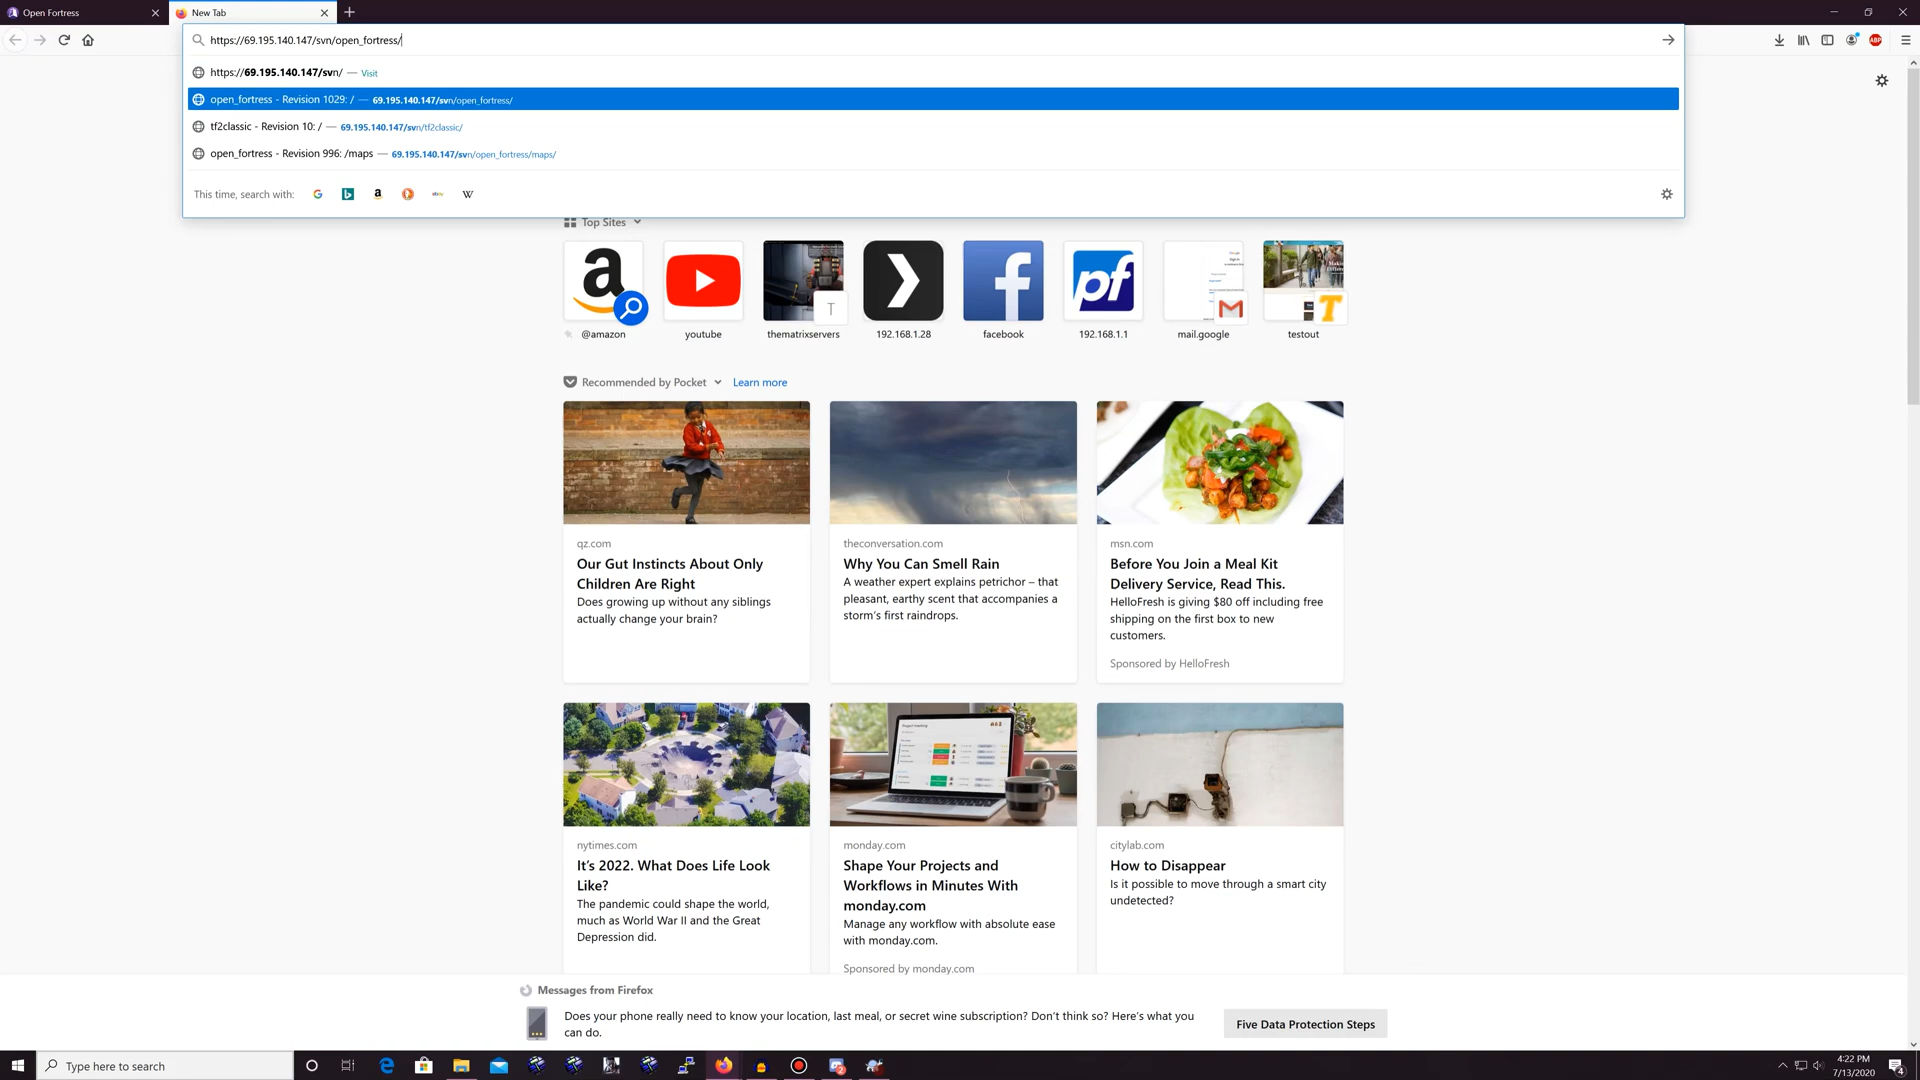 Open Fortress
New Tab
https://69.195.140.147/svn/open_fortress/
https://69.195.140.147/svn/ — Visit
open_fortress - Revision 1029: / — 69.195.140.147/svn/open_fortress/
tf2classic - Revision 10: / — 69.195.140.147/svn/tf2classic/
open_fortress - Revision 996: /maps — 69.195.140.147/svn/open_fortress/maps/
This time, search with:
Top Sites
@amazon youtube thematrixservers 192.168.1.28 facebook 192.168.1.1 mail.google testout
Recommended by Pocket Learn more
qz.com
Our Gut Instincts About Only
Children Are Right
Does growing up without any siblings
actually change your brain?
theconversation.com
Why You Can Smell Rain
A weather expert explains petrichor – that
pleasant, earthy scent that accompanies a
storm's first raindrops.
msn.com
Before You Join a Meal Kit
Delivery Service, Read This.
HelloFresh is giving $80 off including free
shipping on the first box to new
customers.
Sponsored by HelloFresh
nytimes.com
It's 2022. What Does Life Look
Like?
The pandemic could shape the world,
much as World War II and the Great
Depression did.
monday.com
Shape Your Projects and
Workflows in Minutes With
monday.com
Manage any workflow with absolute ease
with monday.com.
Sponsored by monday.com
citylab.com
How to Disappear
Is it possible to move through a smart city
undetected?
Messages from Firefox
Does your phone really need to know your location, last meal, or secret wine subscription? Don't think so? Here's what you
can do.
Five Data Protection Steps
Type here to search
4:22 PM
7/13/2020